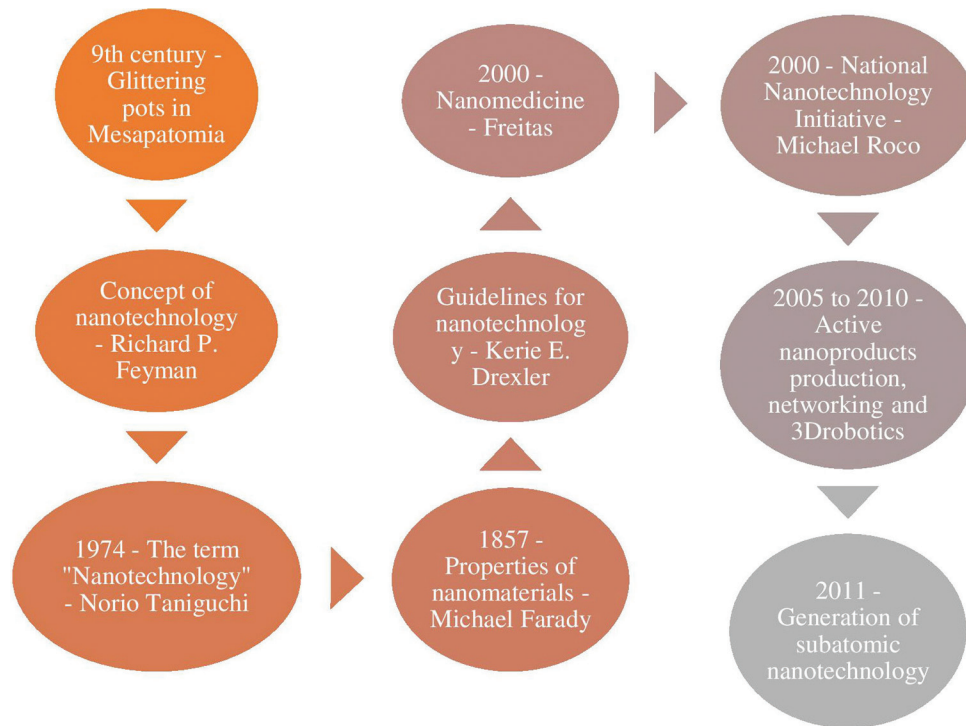 9th century -
Glittering
pots in
Mesapatomia
Concept of
nanotechnology
- Richard P.
Feyman
1974 - The term
"Nanotechnology"
- Norio Taniguchi
1857 -
Properties of
nanomaterials -
Michael Farady
Guidelines for
nanotechnolog
y - Kerie E.
Drexler
2000 -
Nanomedicine
- Freitas
2000 - National
Nanotechnology
Initiative -
Michael Roco
2005 to 2010 -
Active
nanoproducts
production,
networking and
3Drobotics
2011 -
Generation of
subatomic
nanotechnology